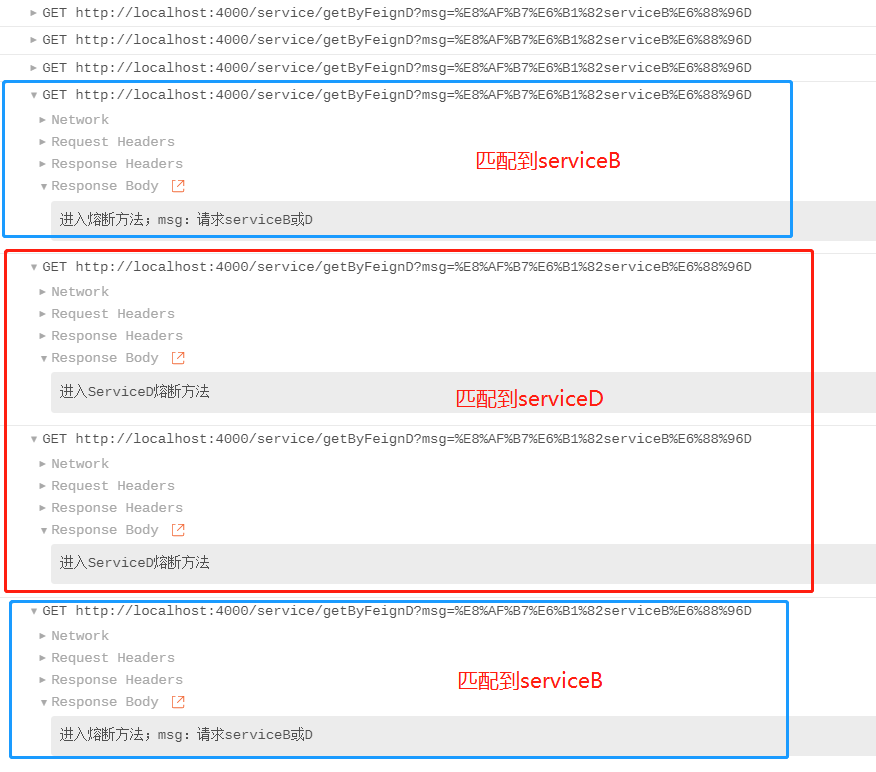 GET http://localhost:4000/service/getByFeignD?msg=%E8%AF%B7%E6%B1%82serviceB%E6%88%96D
GET http://localhost:4000/service/getByFeignD?msg=%E8%AF%B7%E6%B1%82serviceB%E6%88%96D
GET http://localhost:4000/service/getByFeignD?msg=%E8%AF%B7%E6%B1%82serviceB%E6%88%96D
GET http://localhost:4000/service/getByFeignD?msg=%E8%AF%B7%E6%B1%82serviceB%E6%88%96D
Network
Request Headers
Response Headers
匹配到serviceB
Response Body
进入熔断方法；msg：请求serviceB或D
GET http://localhost:4000/service/getByFeignD?msg=%E8%AF%B7%E6%B1%82serviceB%E6%88%96D
Network
Request Headers
Response Headers
Response Body
进入ServiceD熔断方法
匹配到serviceD
GET http://localhost:4000/service/getByFeignD?msg=%E8%AF%B7%E6%B1%82serviceB%E6%88%96D
Network
Request Headers
Response Headers
Response Body
进入ServiceD熔断方法
GET http://localhost:4000/service/getByFeignD?msg=%E8%AF%B7%E6%B1%82serviceB%E6%88%96D
Network
Request Headers
Response Headers
匹配到serviceB
Response Body
进入熔断方法；msg：请求serviceB或D